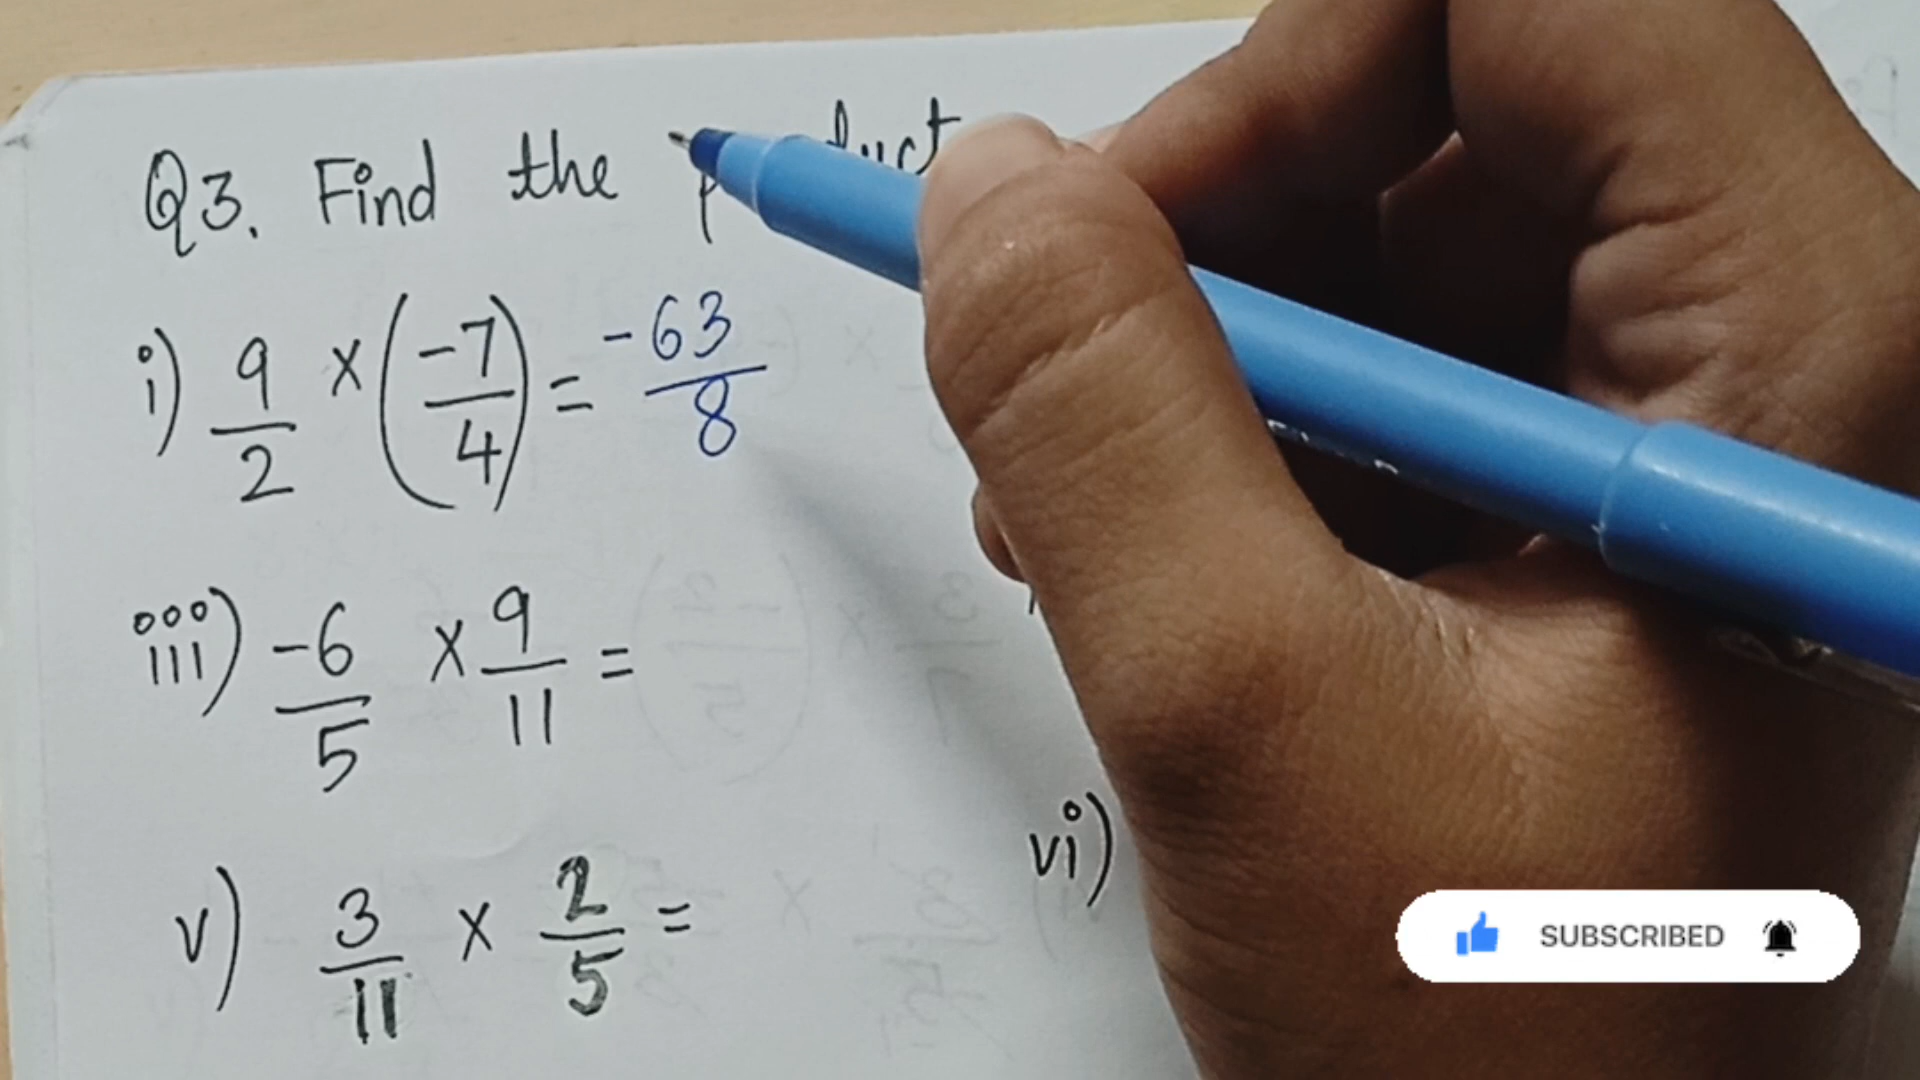 Q3. Find the
i) 9/2 × (-7/4) = -63/8
iii) -6/5 × 9/11 =
v) 3/11 × 2/5 =
vi)
SUBSCRIBED